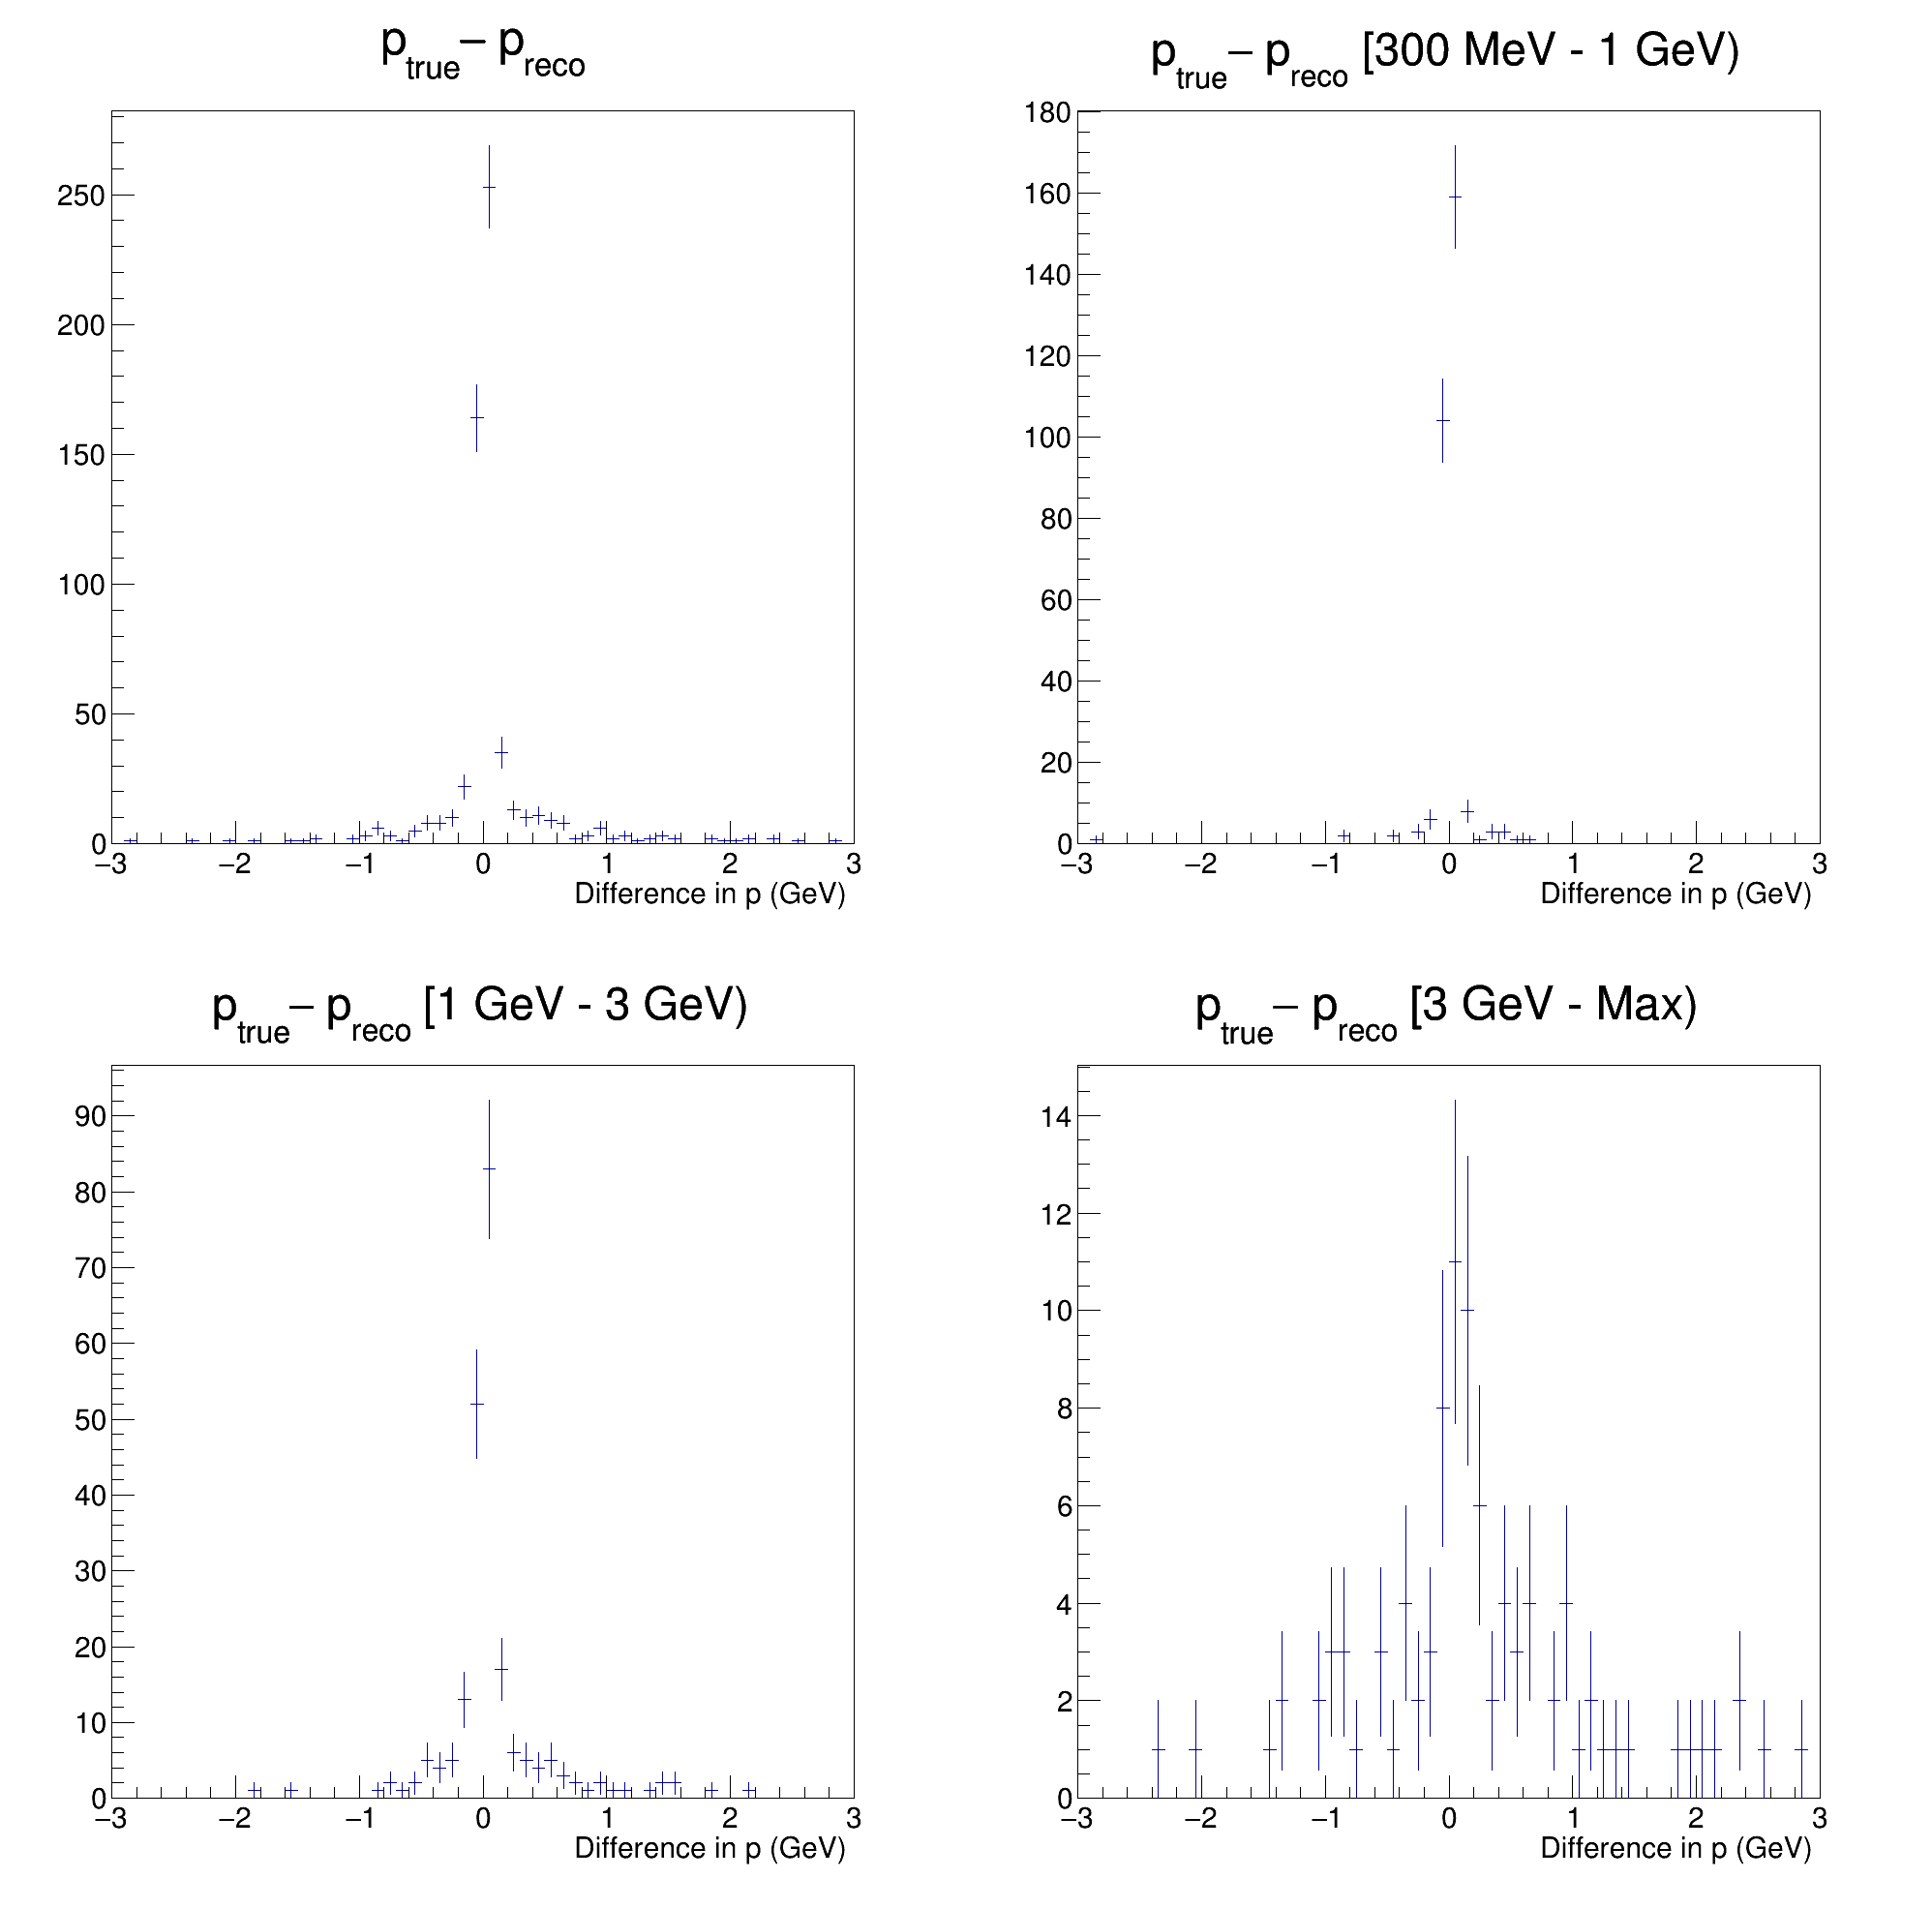 p_true − p_reco
250
200
150
100
50
0
−3 −2 −1 0 1 2 3
Difference in p (GeV)
p_true − p_reco [300 MeV - 1 GeV)
180
160
140
120
100
80
60
40
20
0
−3 −2 −1 0 1 2 3
Difference in p (GeV)
p_true − p_reco [1 GeV - 3 GeV)
90
80
70
60
50
40
30
20
10
0
−3 −2 −1 0 1 2 3
Difference in p (GeV)
p_true − p_reco [3 GeV - Max)
14
12
10
8
6
4
2
0
−3 −2 −1 0 1 2 3
Difference in p (GeV)